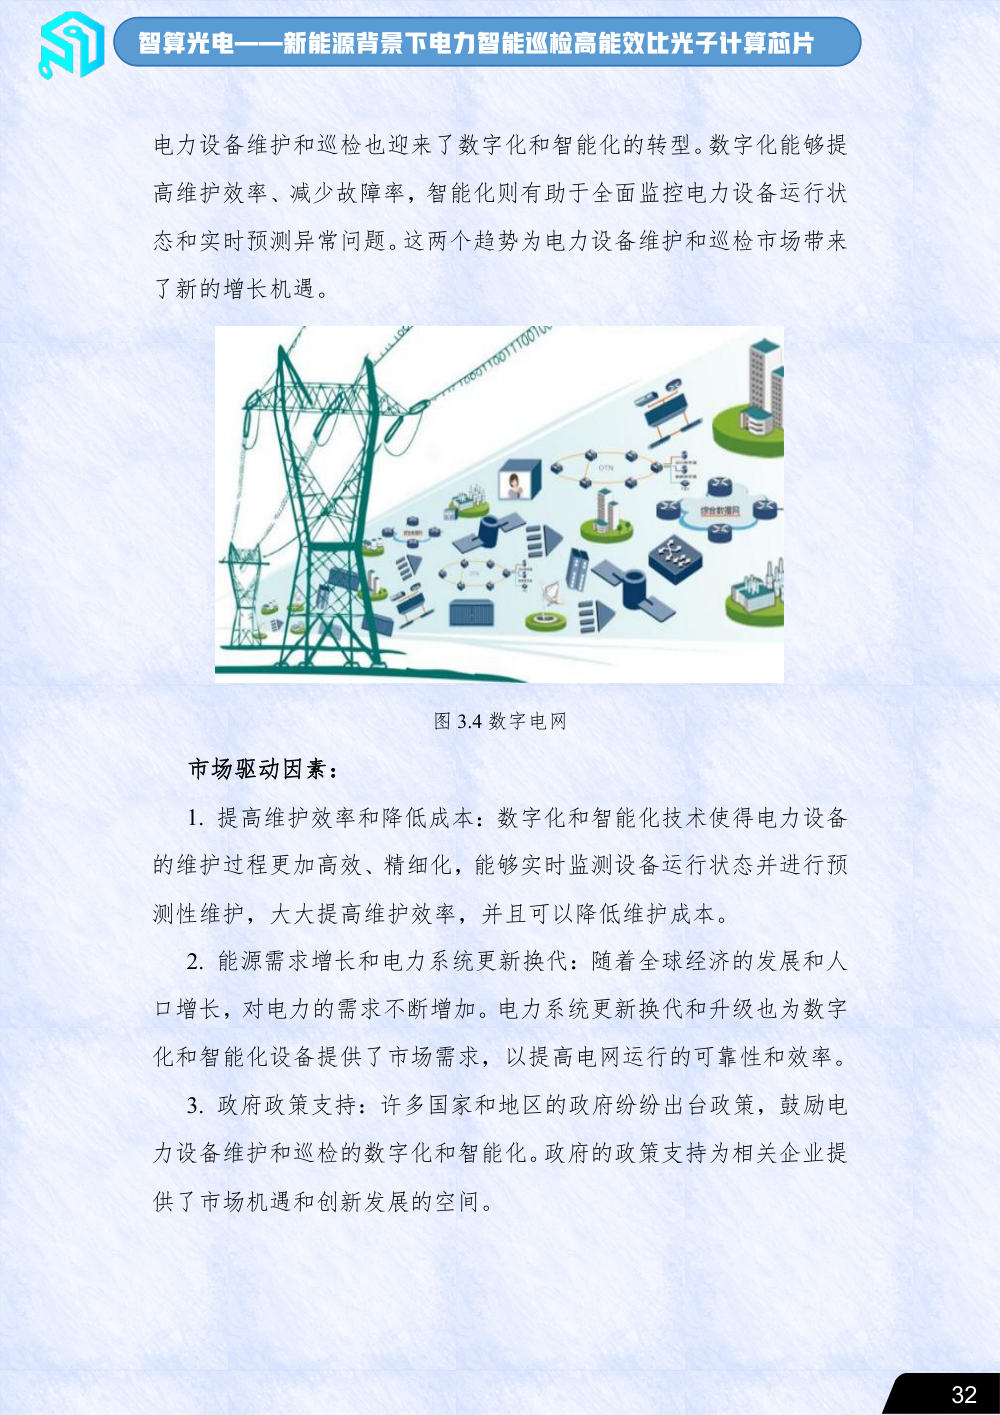 智算光电——新能源背景下电力智能巡检高能效比光子计算芯片
电力设备维护和巡检也迎来了数字化和智能化的转型。数字化能够提
高维护效率、减少故障率，智能化则有助于全面监控电力设备运行状
态和实时预测异常问题。这两个趋势为电力设备维护和巡检市场带来
了新的增长机遇。
OTN
综合数据网
图 3.4 数字电网
市场驱动因素：
1. 提高维护效率和降低成本：数字化和智能化技术使得电力设备
的维护过程更加高效、精细化，能够实时监测设备运行状态并进行预
测性维护，大大提高维护效率，并且可以降低维护成本。
2. 能源需求增长和电力系统更新换代：随着全球经济的发展和人
口增长，对电力的需求不断增加。电力系统更新换代和升级也为数字
化和智能化设备提供了市场需求，以提高电网运行的可靠性和效率。
3. 政府政策支持：许多国家和地区的政府纷纷出台政策，鼓励电
力设备维护和巡检的数字化和智能化。政府的政策支持为相关企业提
供了市场机遇和创新发展的空间。
32